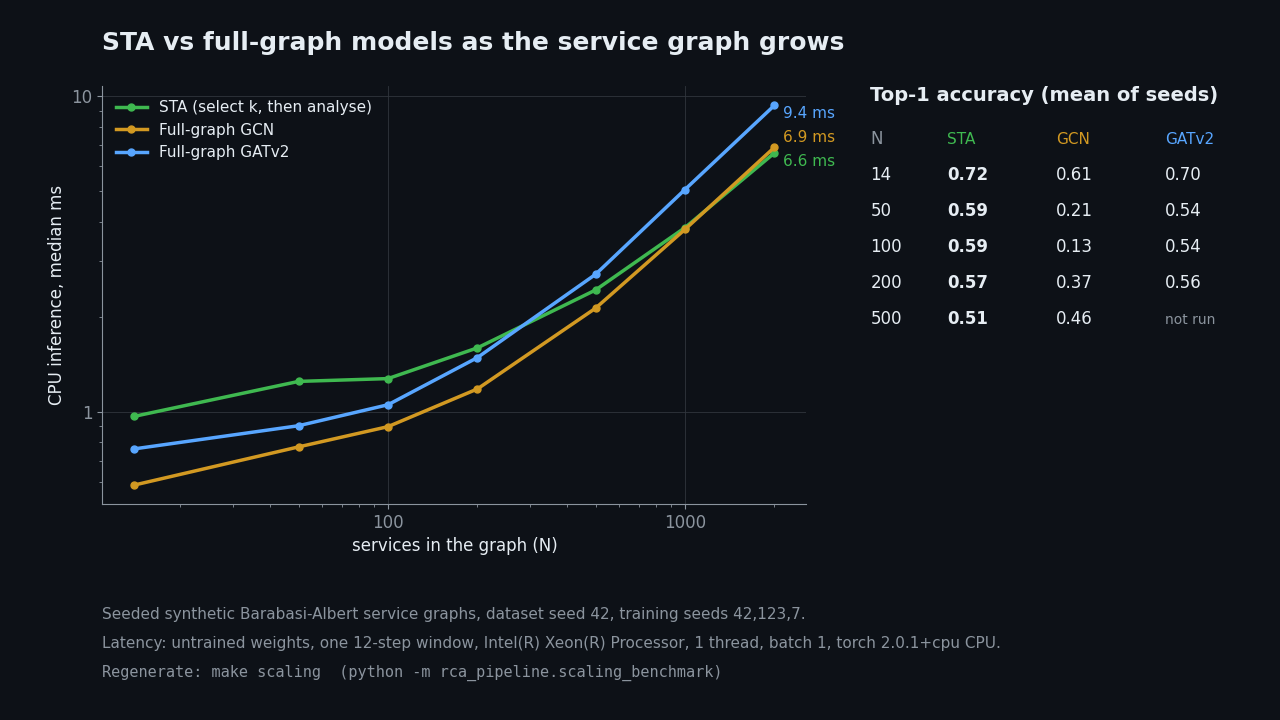 STA vs full-graph models as the service graph grows
10
1
CPU inference, median ms
STA (select k, then analyse)
Full-graph GCN
Full-graph GATv2
9.4 ms
6.9 ms
6.6 ms
100 1000
services in the graph (N)
Top-1 accuracy (mean of seeds)
N STA GCN GATv2
14 0.72 0.61 0.70
50 0.59 0.21 0.54
100 0.59 0.13 0.54
200 0.57 0.37 0.56
500 0.51 0.46 not run
Seeded synthetic Barabasi-Albert service graphs, dataset seed 42, training seeds 42,123,7.
Latency: untrained weights, one 12-step window, Intel(R) Xeon(R) Processor, 1 thread, batch 1, torch 2.0.1+cpu CPU.
Regenerate: make scaling  (python -m rca_pipeline.scaling_benchmark)